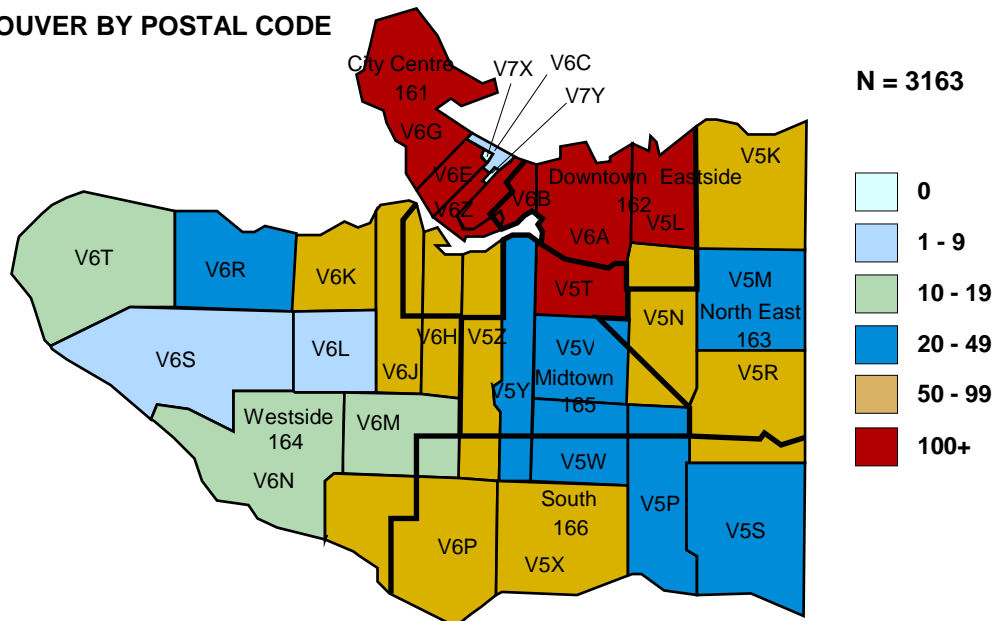 OUVER BY POSTAL CODE
City Centre
161
V7X
V6C
V7Y
N = 3163
V6G
V6E
V6Z
V6B
Downtown Eastside
162
V6A
V5L
V5K
0
1 - 9
10 - 19
20 - 49
50 - 99
100+
V6T
V6R
V6K
V5T
V5M
North East
163
V6S
V6L
V6J
V6H
V5Z
V5Y
V5V
Midtown
165
V5N
V5R
Westside
164
V6M
V6N
V5W
V5P
V5S
South
166
V6P
V5X